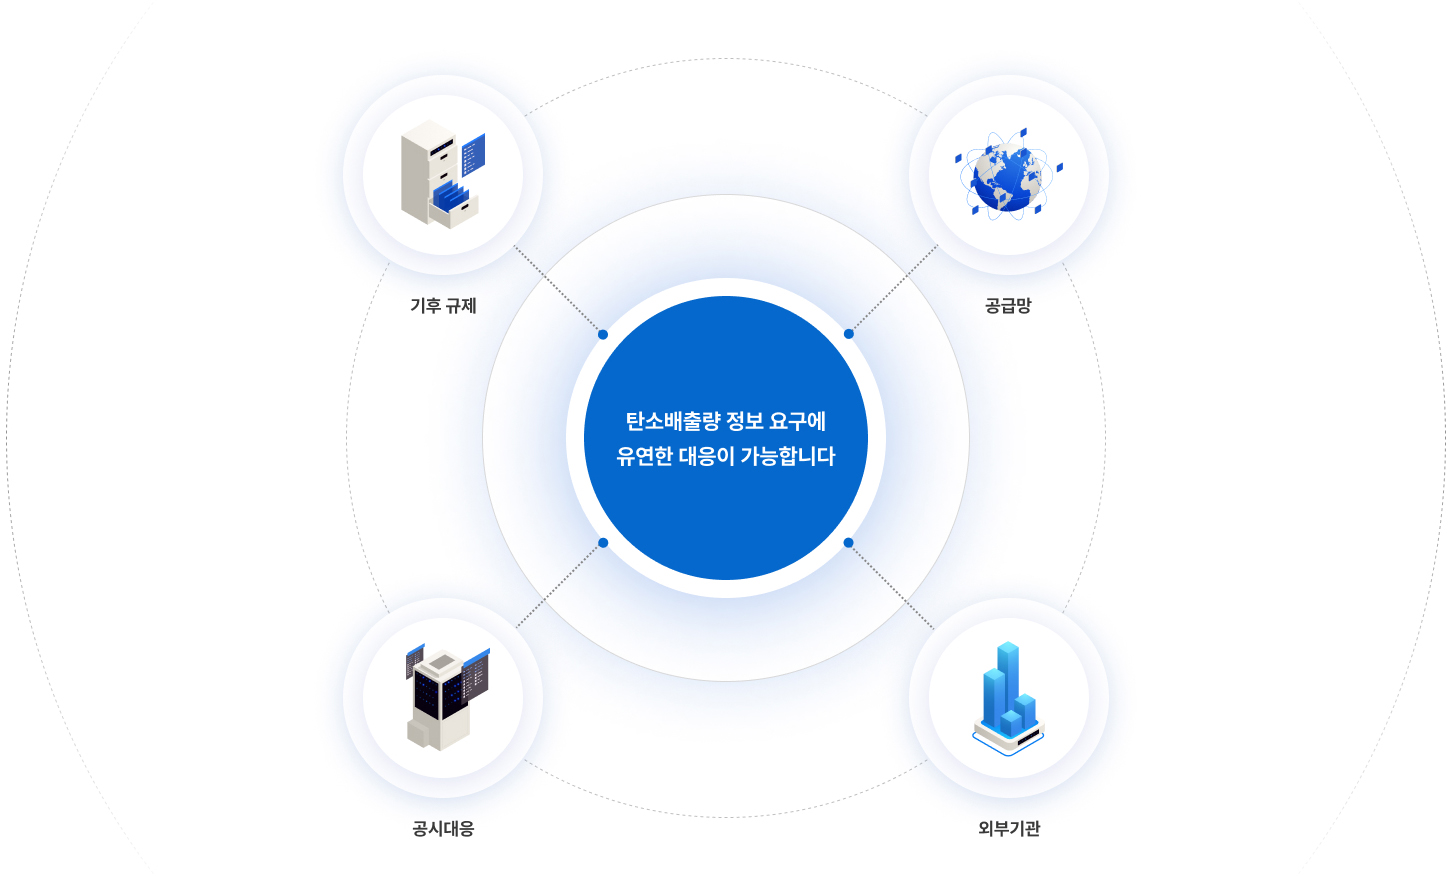 기후 규제
공급망
탄소배출량 정보 요구에
유연한 대응이 가능합니다
공시대응
외부기관